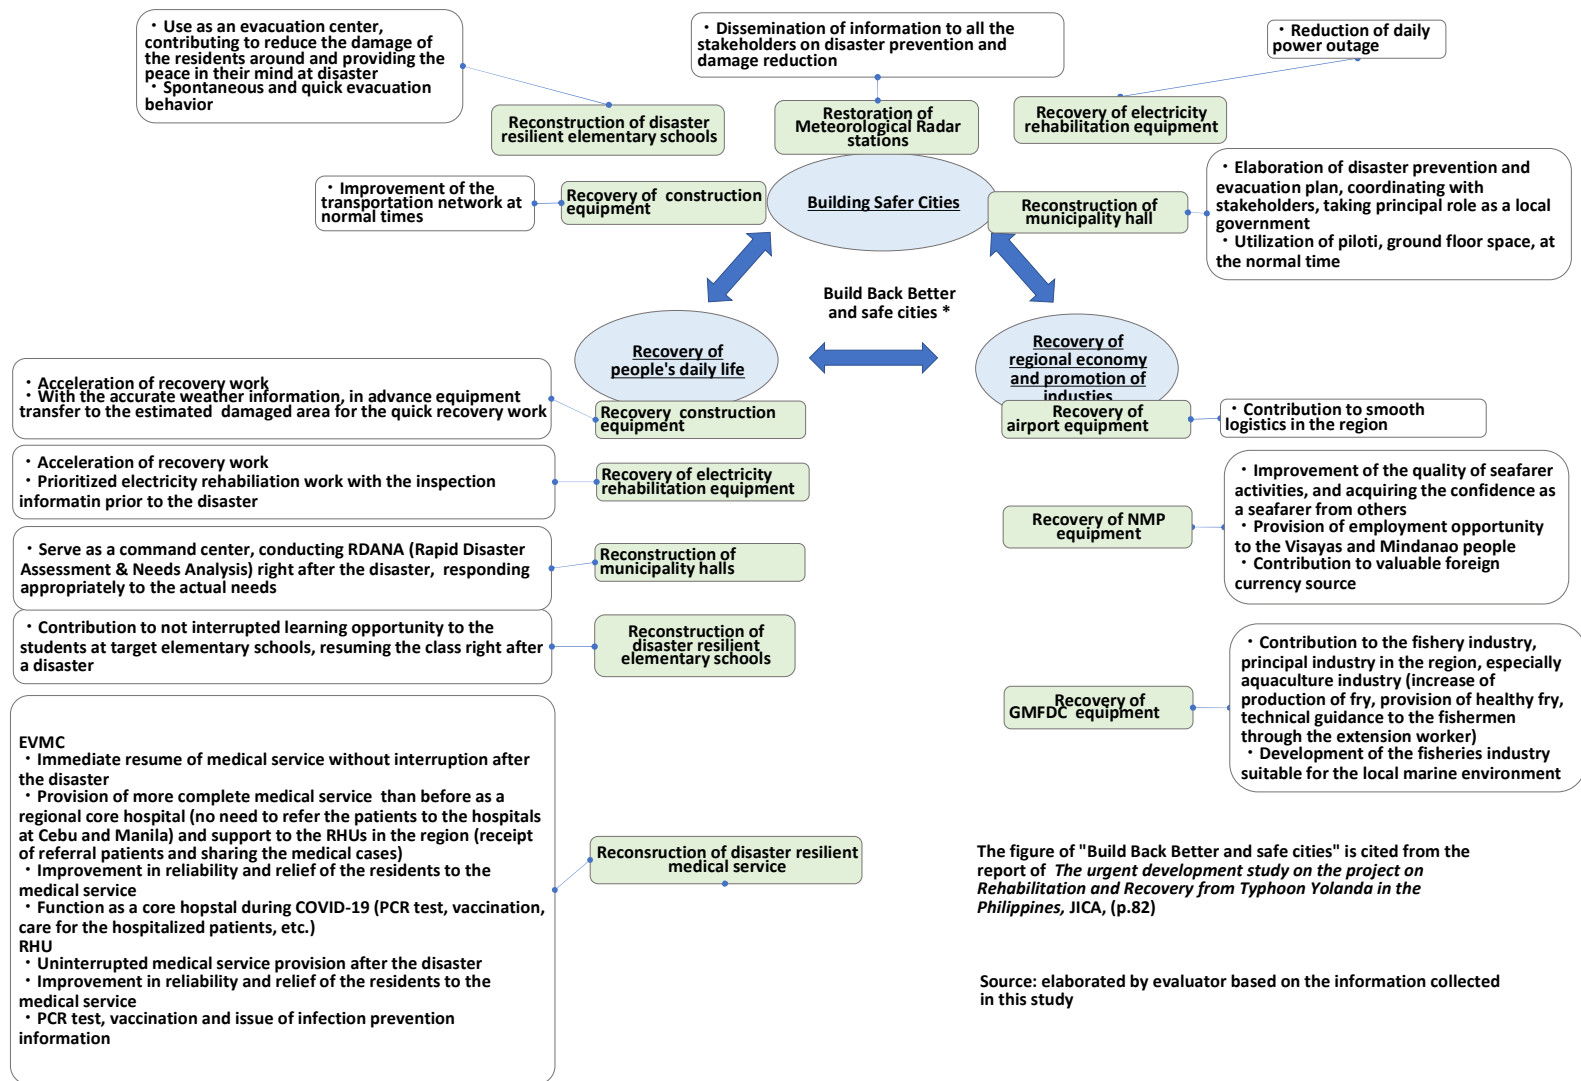 ・Use as an evacuation center,
contributing to reduce the damage of
the residents around and providing the
peace in their mind at disaster
・Spontaneous and quick evacuation
behavior
・Dissemination of information to all the
stakeholders on disaster prevention and
damage reduction
・Reduction of daily
power outage
Reconstruction of disaster
resilient elementary schools
Restoration of
Meteorological Radar
stations
Recovery of electricity
rehabilitation equipment
・Improvement of the
transportation network at
normal times
Recovery of construction
equipment
Building Safer Cities
Reconstruction of
municipality hall
・Elaboration of disaster prevention and
evacuation plan, coordinating with
stakeholders, taking principal role as a local
government
・Utilization of piloti, ground floor space, at
the normal time
Build Back Better
and safe cities *
Recovery of
people's daily life
Recovery of
regional economy
and promotion of
industies
・Acceleration of recovery work
・With the accurate weather information, in advance equipment
transfer to the estimated damaged area for the quick recovery work
Recovery construction
equipment
Recovery of
airport equipment
・Contribution to smooth
logistics in the region
・Acceleration of recovery work
・Prioritized electricity rehabiliation work with the inspection
informatin prior to the disaster
Recovery of electricity
rehabilitation equipment
Recovery of NMP
equipment
・Improvement of the quality of seafarer
activities, and acquiring the confidence as
a seafarer from others
・Provision of employment opportunity
to the Visayas and Mindanao people
・Contribution to valuable foreign
currency source
・Serve as a command center, conducting RDANA (Rapid Disaster
Assessment & Needs Analysis) right after the disaster, responding
appropriately to the actual needs
Reconstruction of
municipality halls
・Contribution to not interrupted learning opportunity to the
students at target elementary schools, resuming the class right after
a disaster
Reconstruction of
disaster resilient
elementary schools
Recovery of
GMFDC equipment
・Contribution to the fishery industry,
principal industry in the region, especially
aquaculture industry (increase of
production of fry, provision of healthy fry,
technical guidance to the fishermen
through the extension worker)
・Development of the fisheries industry
suitable for the local marine environment
EVMC
・Immediate resume of medical service without interruption after
the disaster
・Provision of more complete medical service than before as a
regional core hospital (no need to refer the patients to the hospitals
at Cebu and Manila) and support to the RHUs in the region (receipt
of referral patients and sharing the medical cases)
・Improvement in reliability and relief of the residents to the
medical service
・Function as a core hopstal during COVID-19 (PCR test, vaccination,
care for the hospitalized patients, etc.)
RHU
・Uninterrupted medical service provision after the disaster
・Improvement in reliability and relief of the residents to the
medical service
・PCR test, vaccination and issue of infection prevention
information
Reconsruction of disaster resilient
medical service
The figure of "Build Back Better and safe cities" is cited from the
report of The urgent development study on the project on
Rehabilitation and Recovery from Typhoon Yolanda in the
Philippines, JICA, (p.82)
Source: elaborated by evaluator based on the information collected
in this study